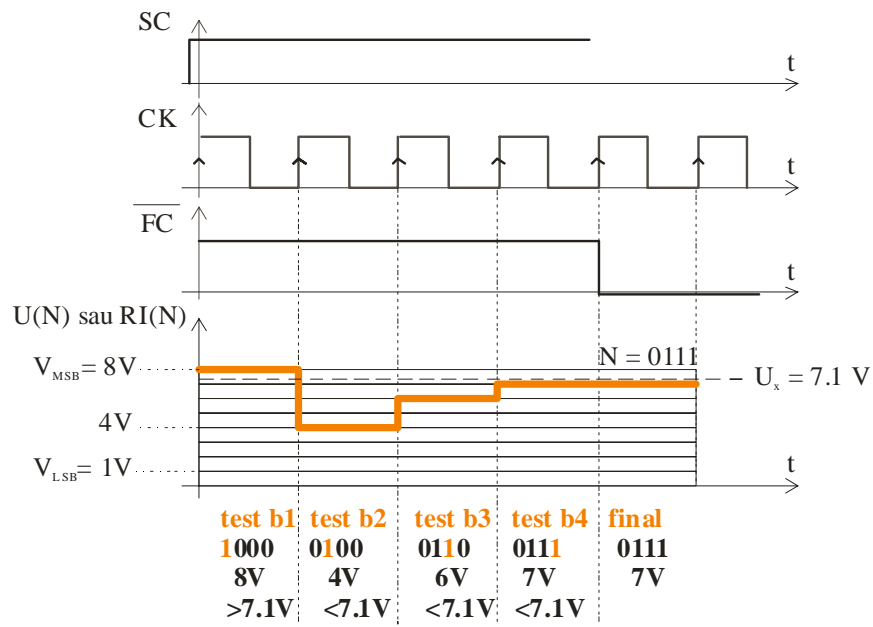 SC
t
CK
t
FC
t
U(N) sau RI(N)
V_MSB = 8V
N = 0111
U_x = 7.1 V
4V
V_LSB = 1V
t
test b1 test b2 test b3 test b4 final
1000 0100 0110 0111 0111
8V 4V 6V 7V 7V
>7.1V <7.1V <7.1V <7.1V